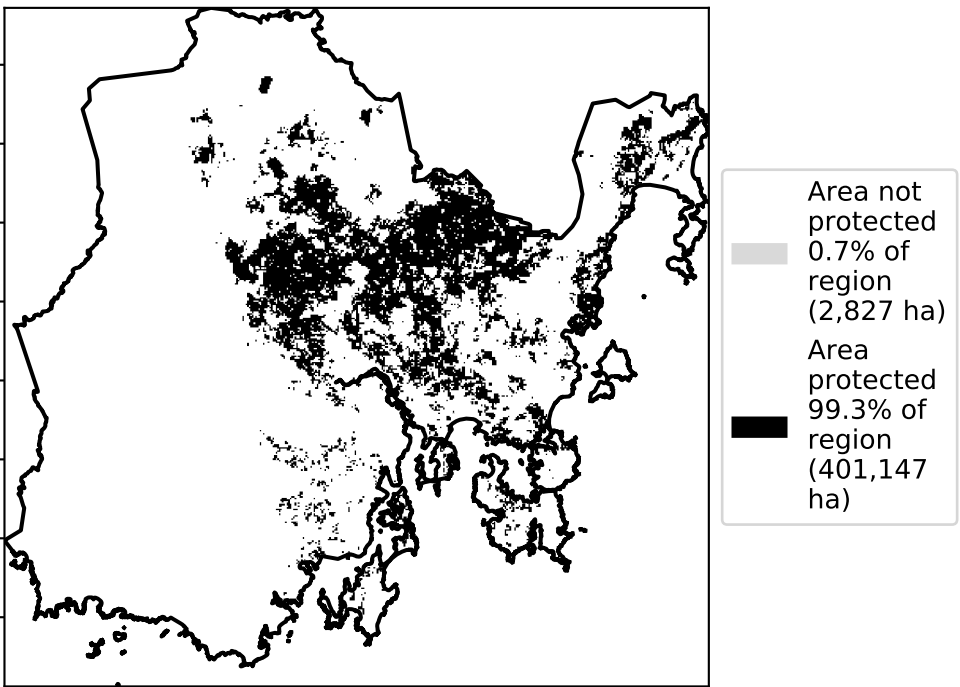 Area not
protected
0.7% of
region
(2,827 ha)
Area
protected
99.3% of
region
(401,147
ha)